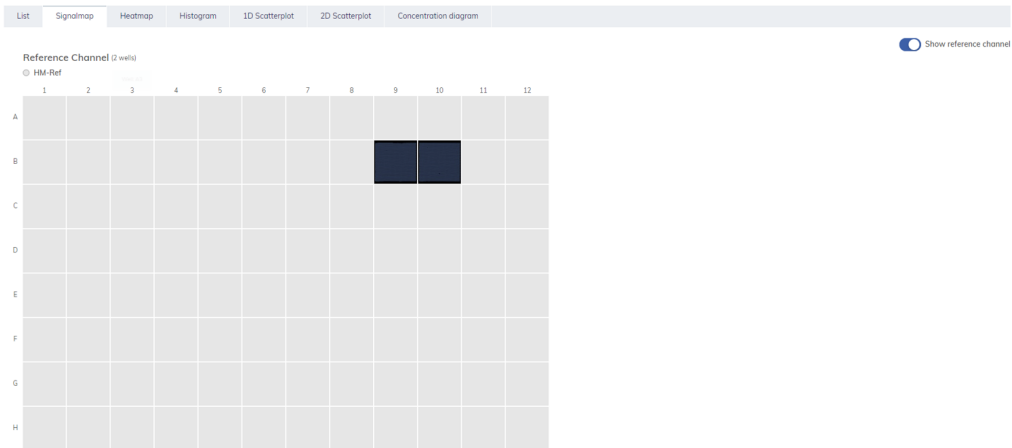 List Signalmap Heatmap Histogram 1D Scatterplot 2D Scatterplot Concentration diagram
Show reference channel
Reference Channel (2 wells)
HM-Ref
1 2 3 4 5 6 7 8 9 10 11 12
A
B
C
D
E
F
G
H